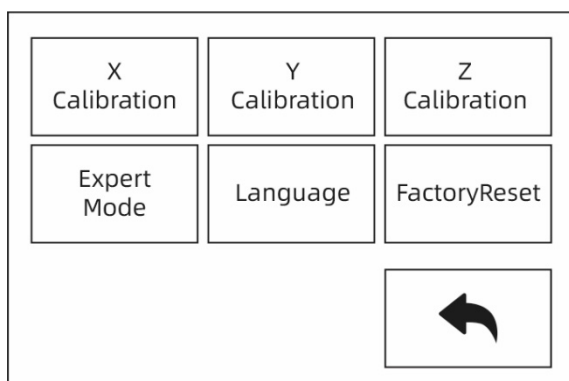 X
Calibration
Y
Calibration
Z
Calibration
Expert
Mode
Language
FactoryReset